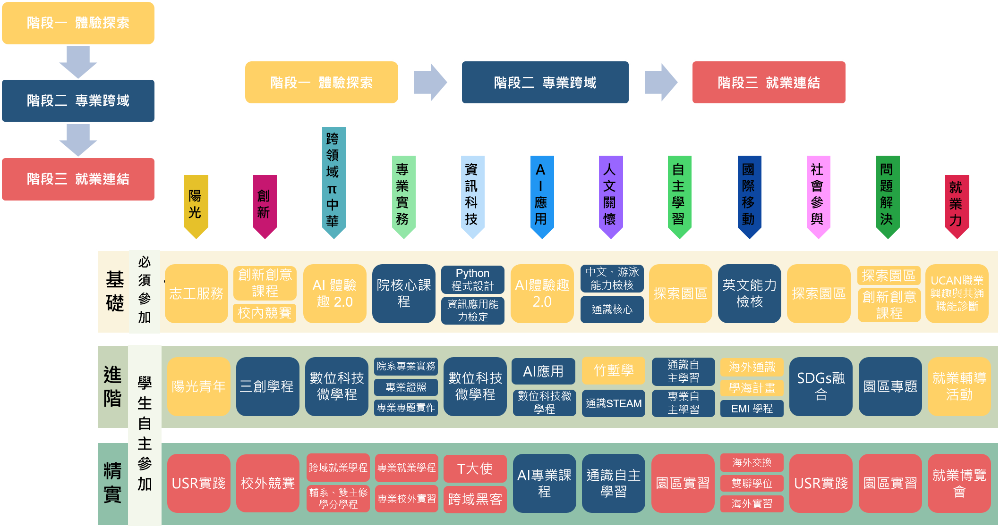 階段一 體驗探索
階段二 專業跨域
階段三 就業連結
階段一 體驗探索
階段二 專業跨域
階段三 就業連結
陽光
創新
跨領域π中華
專業實務
資訊科技
AI應用
人文關懷
自主學習
國際移動
社會參與
問題解決
就業力
基礎
必須參加
志工服務
創新創意
課程
校內競賽
AI 體驗
趣 2.0
院核心課
程
Python
程式設計
資訊應用能
力檢定
AI體驗趣
2.0
中文、游泳
能力檢核
通識核心
探索園區
英文能力
檢核
探索園區
探索園區
創新創意
課程
UCAN職業
興趣與共通
職能診斷
進階
學生自主參加
陽光青年
三創學程
數位科技
微學程
院系專業實務
專業證照
專業專題實作
數位科技
微學程
AI應用
數位科技微
學程
竹塹學
通識STEAM
通識自
主學習
專業自
主學習
海外通識
學海計畫
EMI 學程
SDGs融
合
園區專題
就業輔導
活動
精實
USR實踐
校外競賽
跨域就業學程
輔系、雙主修
學分學程
專業就業學程
專業校外實習
T大使
跨域黑客
AI專業課
程
通識自主
學習
園區實習
海外交換
雙聯學位
海外實習
USR實踐
園區實習
就業博覽
會